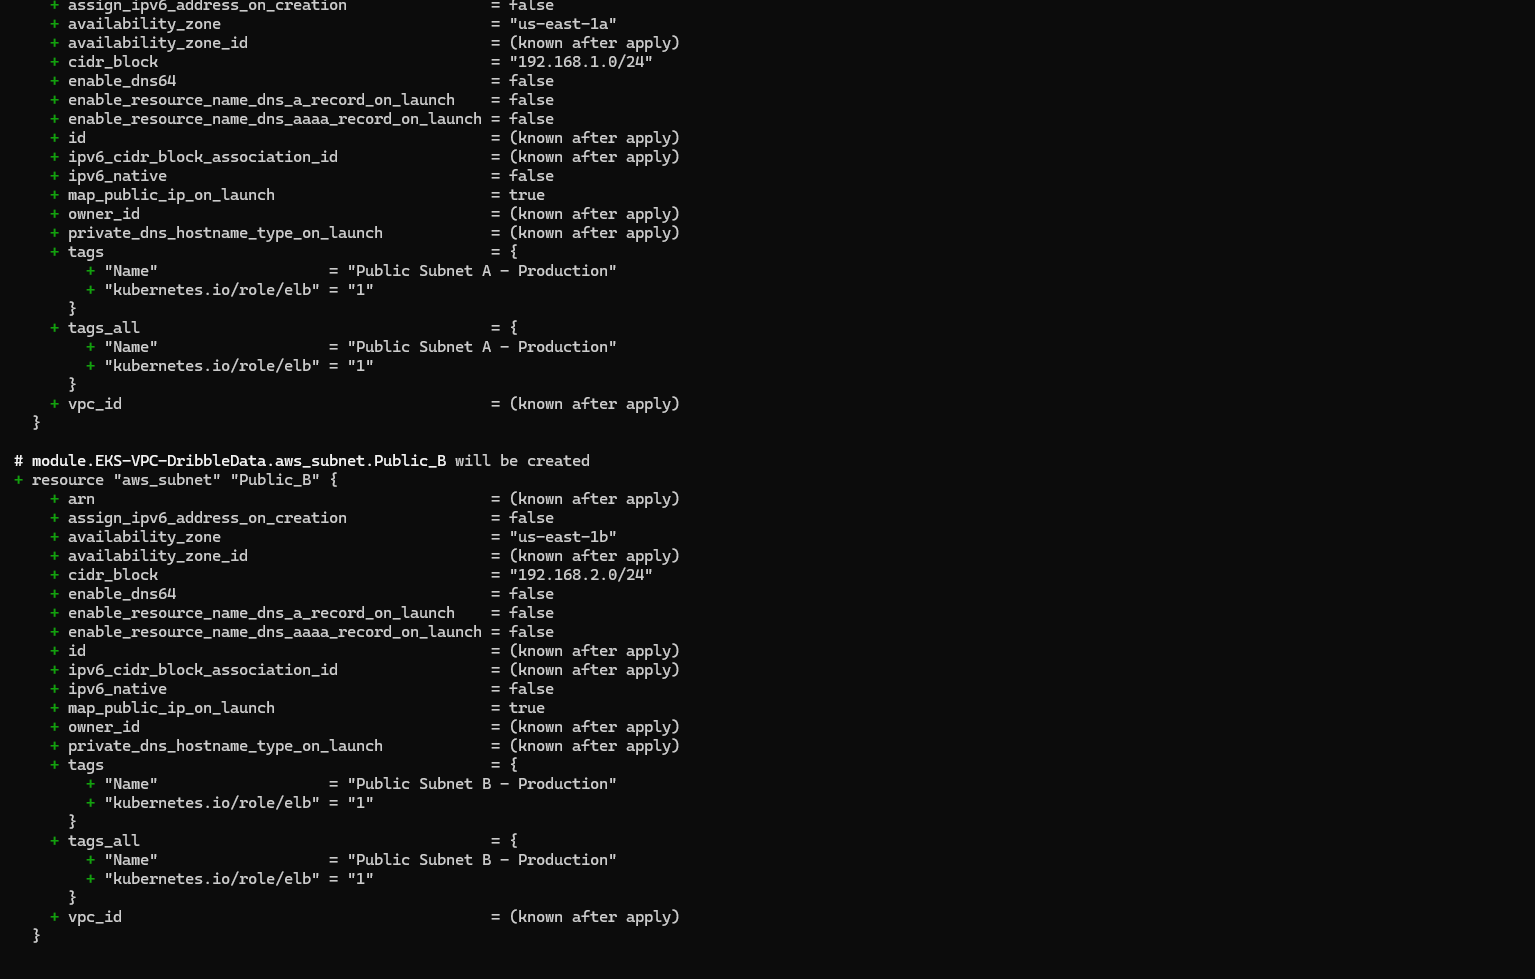 + assign_ipv6_address_on_creation = false
+ availability_zone = "us-east-1a"
+ availability_zone_id = (known after apply)
+ cidr_block = "192.168.1.0/24"
+ enable_dns64 = false
+ enable_resource_name_dns_a_record_on_launch = false
+ enable_resource_name_dns_aaaa_record_on_launch = false
+ id = (known after apply)
+ ipv6_cidr_block_association_id = (known after apply)
+ ipv6_native = false
+ map_public_ip_on_launch = true
+ owner_id = (known after apply)
+ private_dns_hostname_type_on_launch = (known after apply)
+ tags = {
+ "Name" = "Public Subnet A - Production"
+ "kubernetes.io/role/elb" = "1"
}
+ tags_all = {
+ "Name" = "Public Subnet A - Production"
+ "kubernetes.io/role/elb" = "1"
}
+ vpc_id = (known after apply)
}
# module.EKS-VPC-DribbleData.aws_subnet.Public_B will be created
+ resource "aws_subnet" "Public_B" {
+ arn = (known after apply)
+ assign_ipv6_address_on_creation = false
+ availability_zone = "us-east-1b"
+ availability_zone_id = (known after apply)
+ cidr_block = "192.168.2.0/24"
+ enable_dns64 = false
+ enable_resource_name_dns_a_record_on_launch = false
+ enable_resource_name_dns_aaaa_record_on_launch = false
+ id = (known after apply)
+ ipv6_cidr_block_association_id = (known after apply)
+ ipv6_native = false
+ map_public_ip_on_launch = true
+ owner_id = (known after apply)
+ private_dns_hostname_type_on_launch = (known after apply)
+ tags = {
+ "Name" = "Public Subnet B - Production"
+ "kubernetes.io/role/elb" = "1"
}
+ tags_all = {
+ "Name" = "Public Subnet B - Production"
+ "kubernetes.io/role/elb" = "1"
}
+ vpc_id = (known after apply)
}